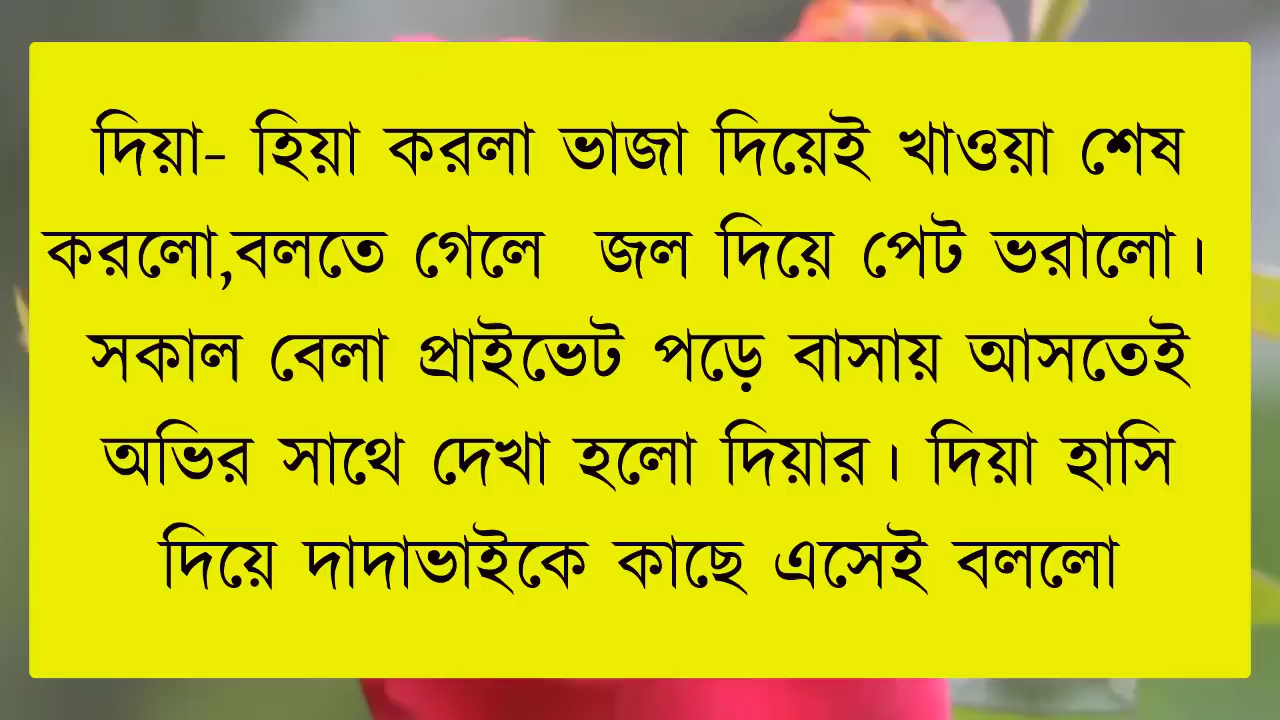 দিয়া- হিয়া করলা ভাজা দিয়েই খাওয়া শেষ
করলো,বলতে গেলে জল দিয়ে পেট ভরালো।
সকাল বেলা প্রাইভেট পড়ে বাসায় আসতেই
অভির সাথে দেখা হলো দিয়ার। দিয়া হাসি
দিয়ে দাদাভাইকে কাছে এসেই বললো